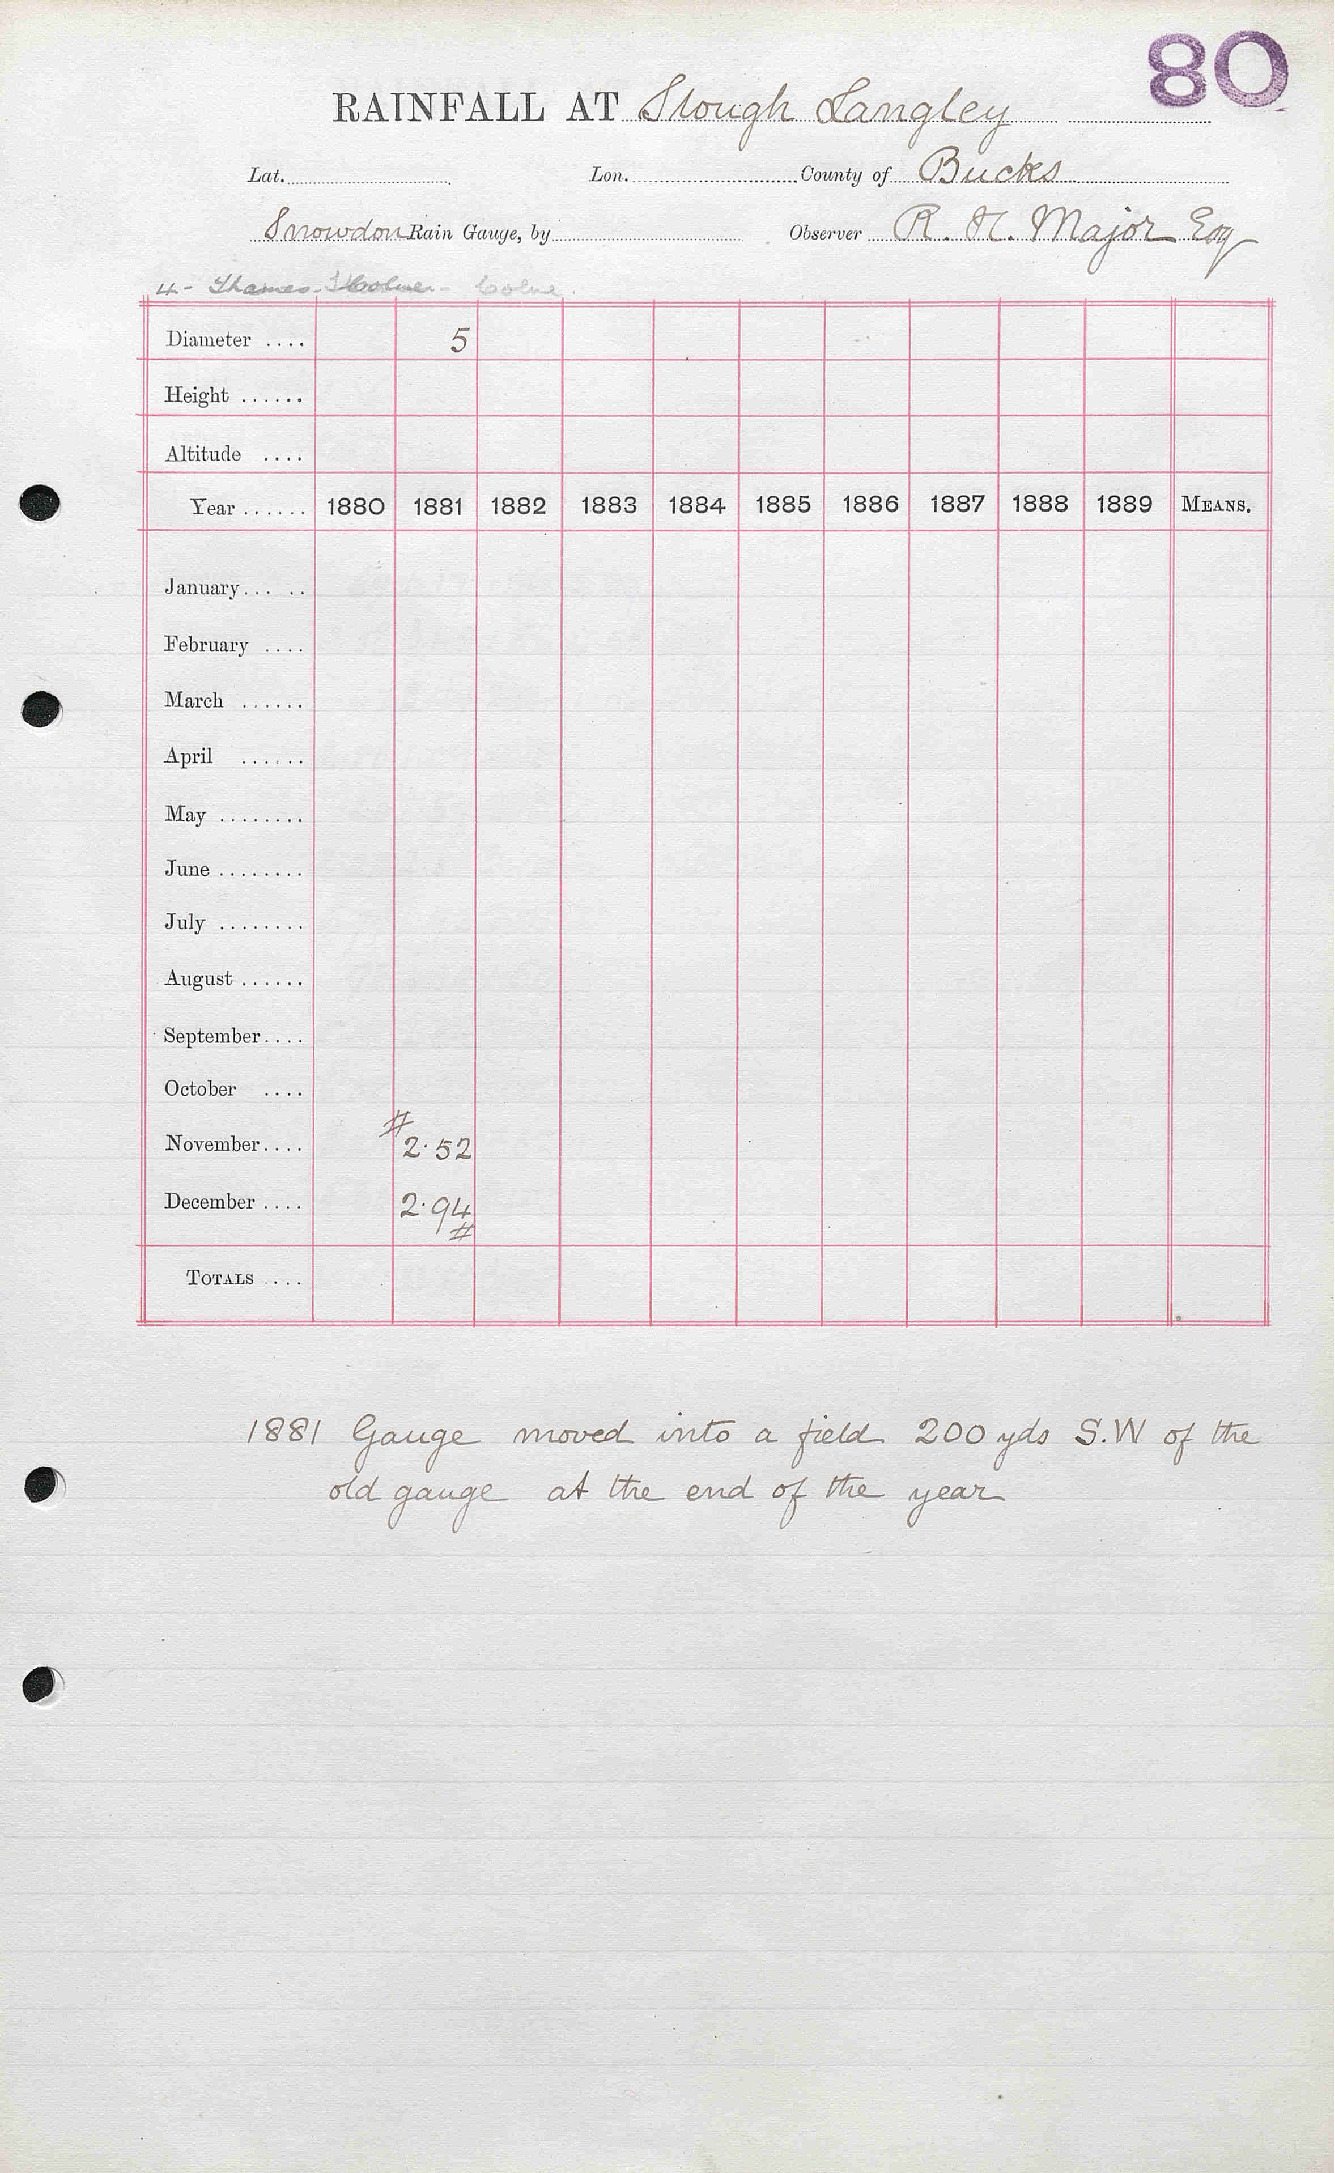 80
RAINFALL AT Slough Langley
Lat. Lon. County of Bucks
Snowdon Rain Gauge, by Observer R. H. Major Esq
4 - Thames - Colne - Colne.
Diameter .... 5
Height ......
Altitude ....
Year ...... 1880 1881 1882 1883 1884 1885 1886 1887 1888 1889 MEANS.
January... ..
February ....
March ......
April ......
May ........
June ........
July ........
August ......
September ....
October ....
November .... # 2.52
December .... 2.94 #
TOTALS ....
1881 Gauge moved into a field 200 yds S.W of the
old gauge at the end of the year